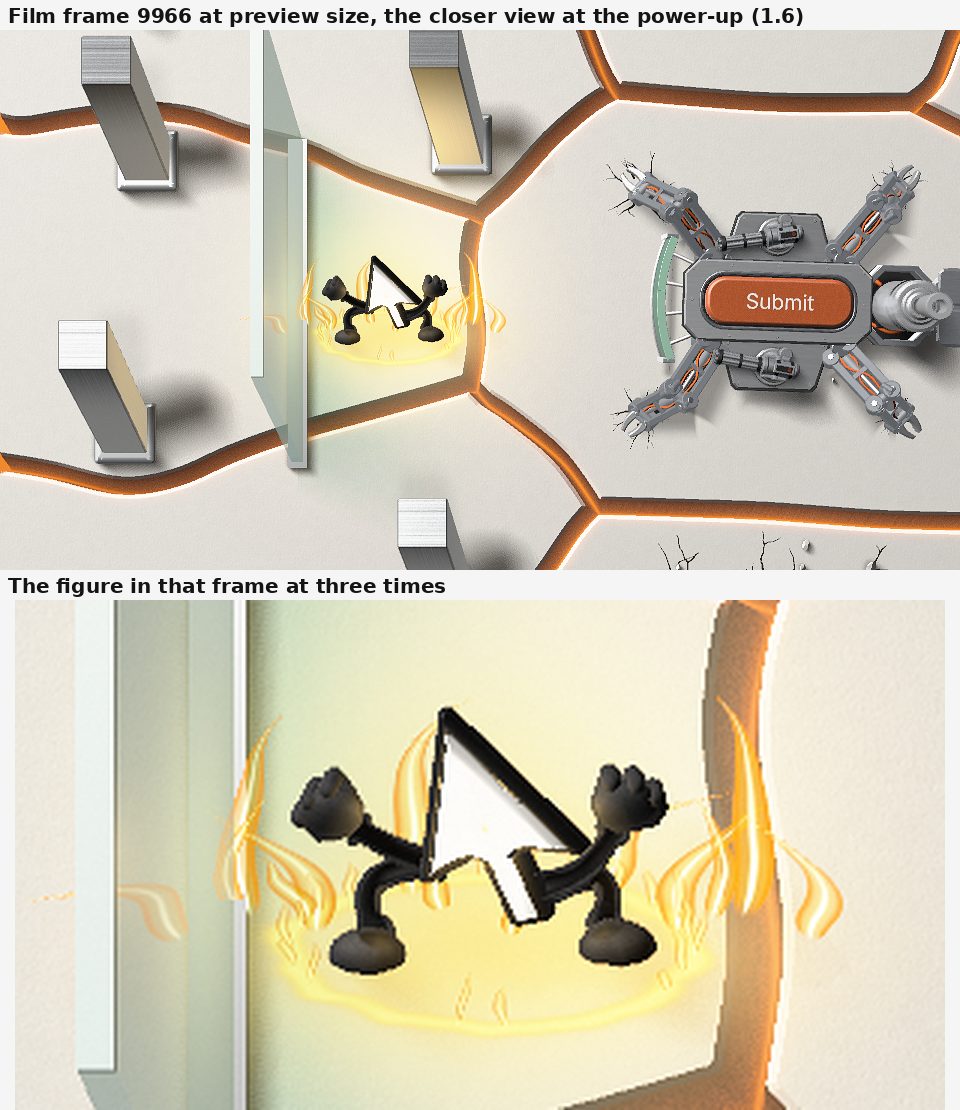 Film frame 9966 at preview size, the closer view at the power-up (1.6)
Submit
The figure in that frame at three times